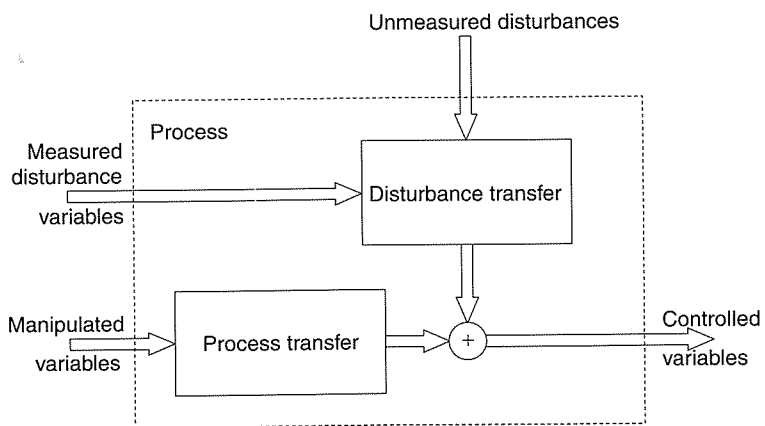 Unmeasured disturbances
Process
Measured
disturbance
variables
Disturbance transfer
Manipulated
variables
Process transfer
+
Controlled
variables